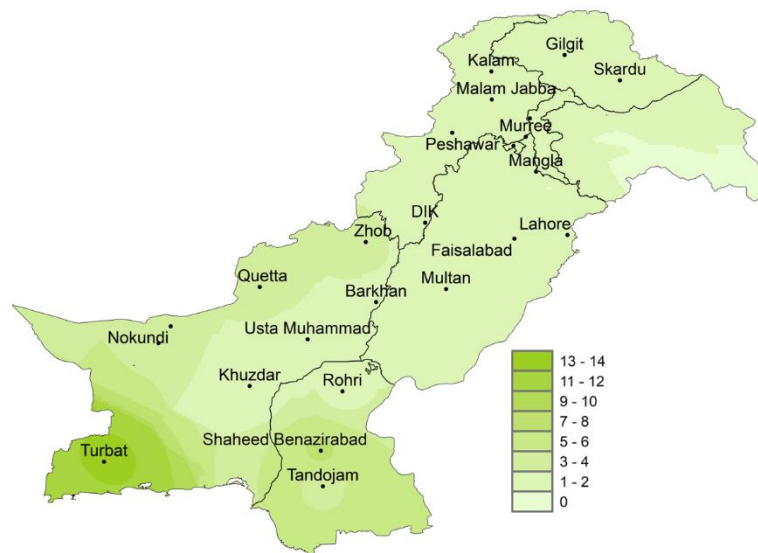 Gilgit
Kalam
Skardu
Malam Jabba
Murree
Peshawar
Mangla
DIK
Zhob
Lahore
Faisalabad
Quetta
Multan
Barkhan
Nokundi
Usta Muhammad
Khuzdar
Rohri
Shaheed Benazirabad
Turbat
Tandojam
13 - 14
11 - 12
9 - 10
7 - 8
5 - 6
3 - 4
1 - 2
0